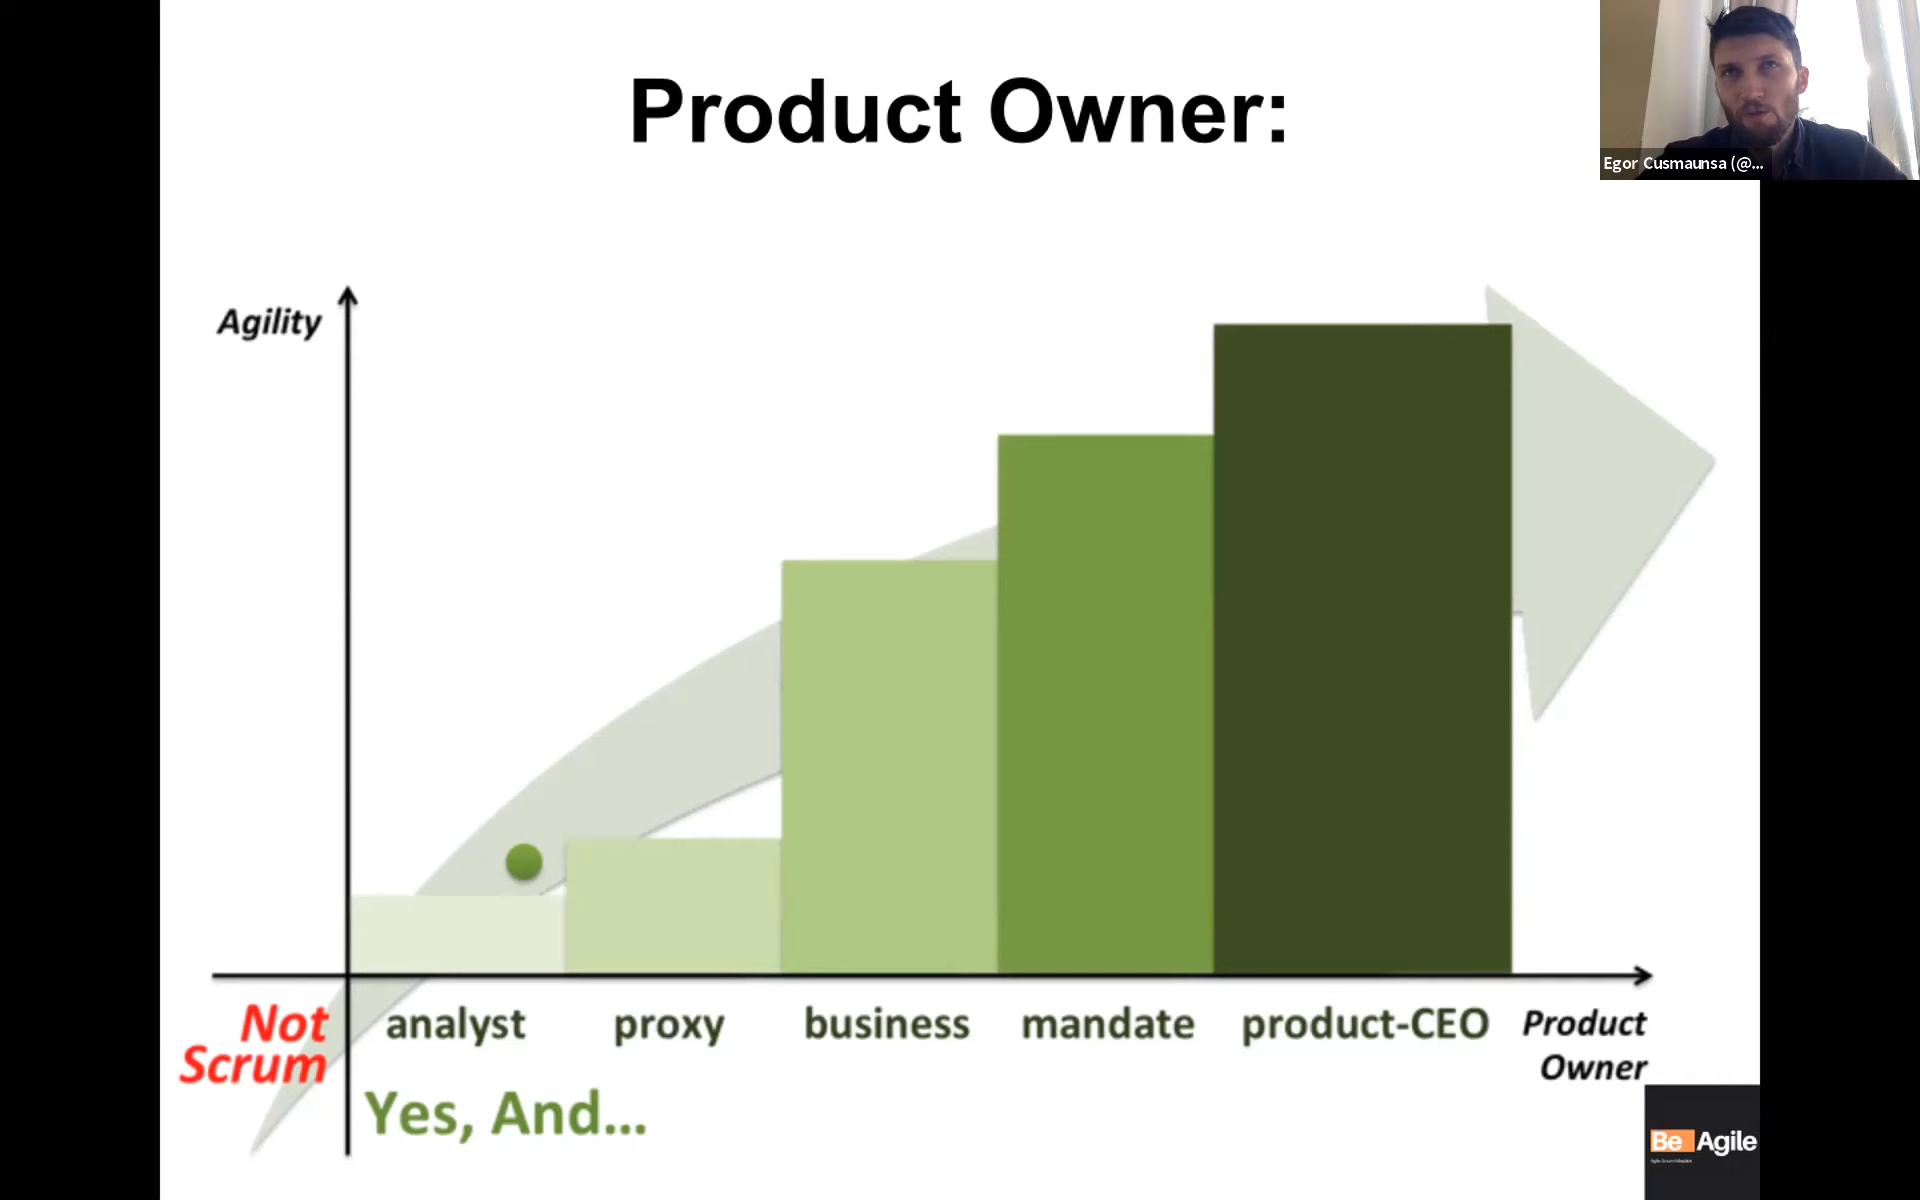 Product Owner:
Egor Cusmaunsa (@...
Agility
Not
Scrum
analyst
proxy
business
mandate
product-CEO
Product
Owner
Yes, And...
Be Agile